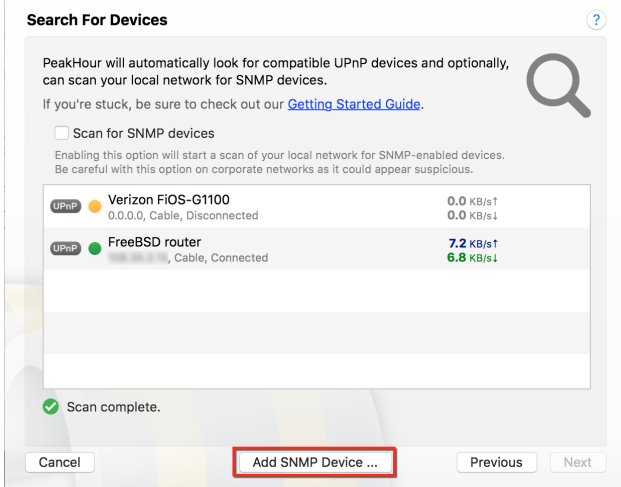 Search For Devices
?
PeakHour will automatically look for compatible UPnP devices and optionally,
can scan your local network for SNMP devices.
If you're stuck, be sure to check out our Getting Started Guide.
Scan for SNMP devices
Enabling this option will start a scan of your local network for SNMP-enabled devices.
Be careful with this option on corporate networks as it could appear suspicious.
UPnP Verizon FiOS-G1100 0.0 KB/s↑
0.0.0.0, Cable, Disconnected 0.0 KB/s↓
UPnP FreeBSD router 7.2 KB/s↑
, Cable, Connected 6.8 KB/s↓
Scan complete.
Cancel Add SNMP Device ... Previous Next